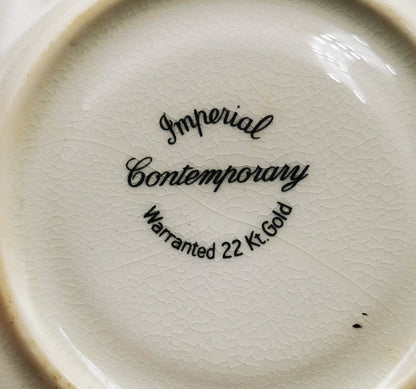 Imperial
Contemporary
Warranted 22 Kt. Gold